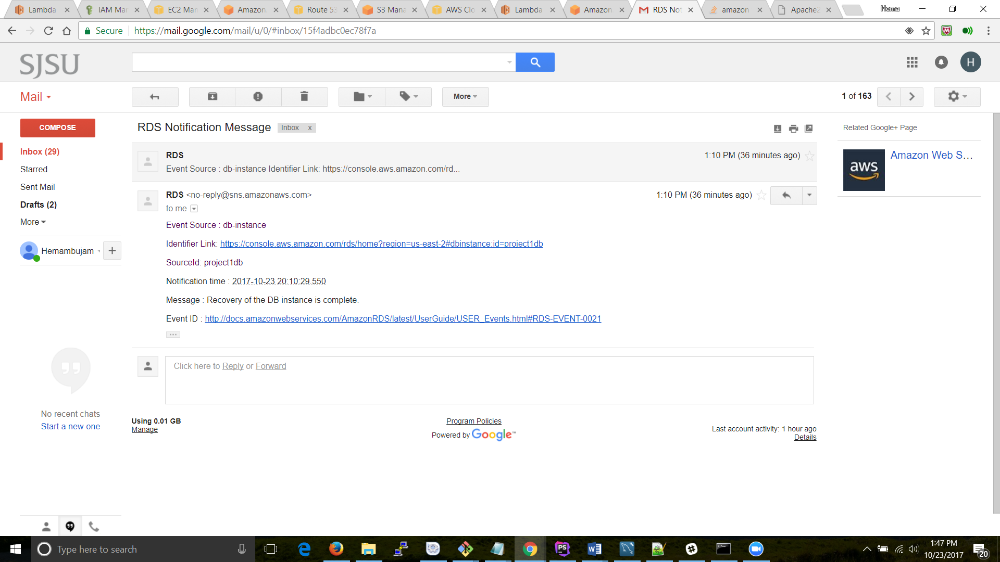 Lambda
IAM Mar
EC2 Man
Amazon
Route 53
S3 Mana
AWS Clo
Lambda
Amazon
RDS Not
amazon
Apache2
Hema
Secure
https://mail.google.com/mail/u/0/#inbox/15f4adbc0ec78f7a
SJSU
H
Mail
More
1 of 163
COMPOSE
RDS Notification Message
Inbox x
Related Google+ Page
Inbox (29)
Starred
Sent Mail
Drafts (2)
More
Hemambujam
RDS
1:10 PM (36 minutes ago)
Event Source : db-instance Identifier Link: https://console.aws.amazon.com/rd...
aws
Amazon Web S...
RDS <no-reply@sns.amazonaws.com>
1:10 PM (36 minutes ago)
to me
Event Source : db-instance
Identifier Link: https://console.aws.amazon.com/rds/home?region=us-east-2#dbinstance:id=project1db
SourceId: project1db
Notification time : 2017-10-23 20:10:29.550
Message : Recovery of the DB instance is complete.
Event ID : http://docs.amazonwebservices.com/AmazonRDS/latest/UserGuide/USER_Events.html#RDS-EVENT-0021
Click here to Reply or Forward
No recent chats
Start a new one
Using 0.01 GB
Manage
Program Policies
Powered by Google™
Last account activity: 1 hour ago
Details
Type here to search
PS
1:47 PM
10/23/2017
20